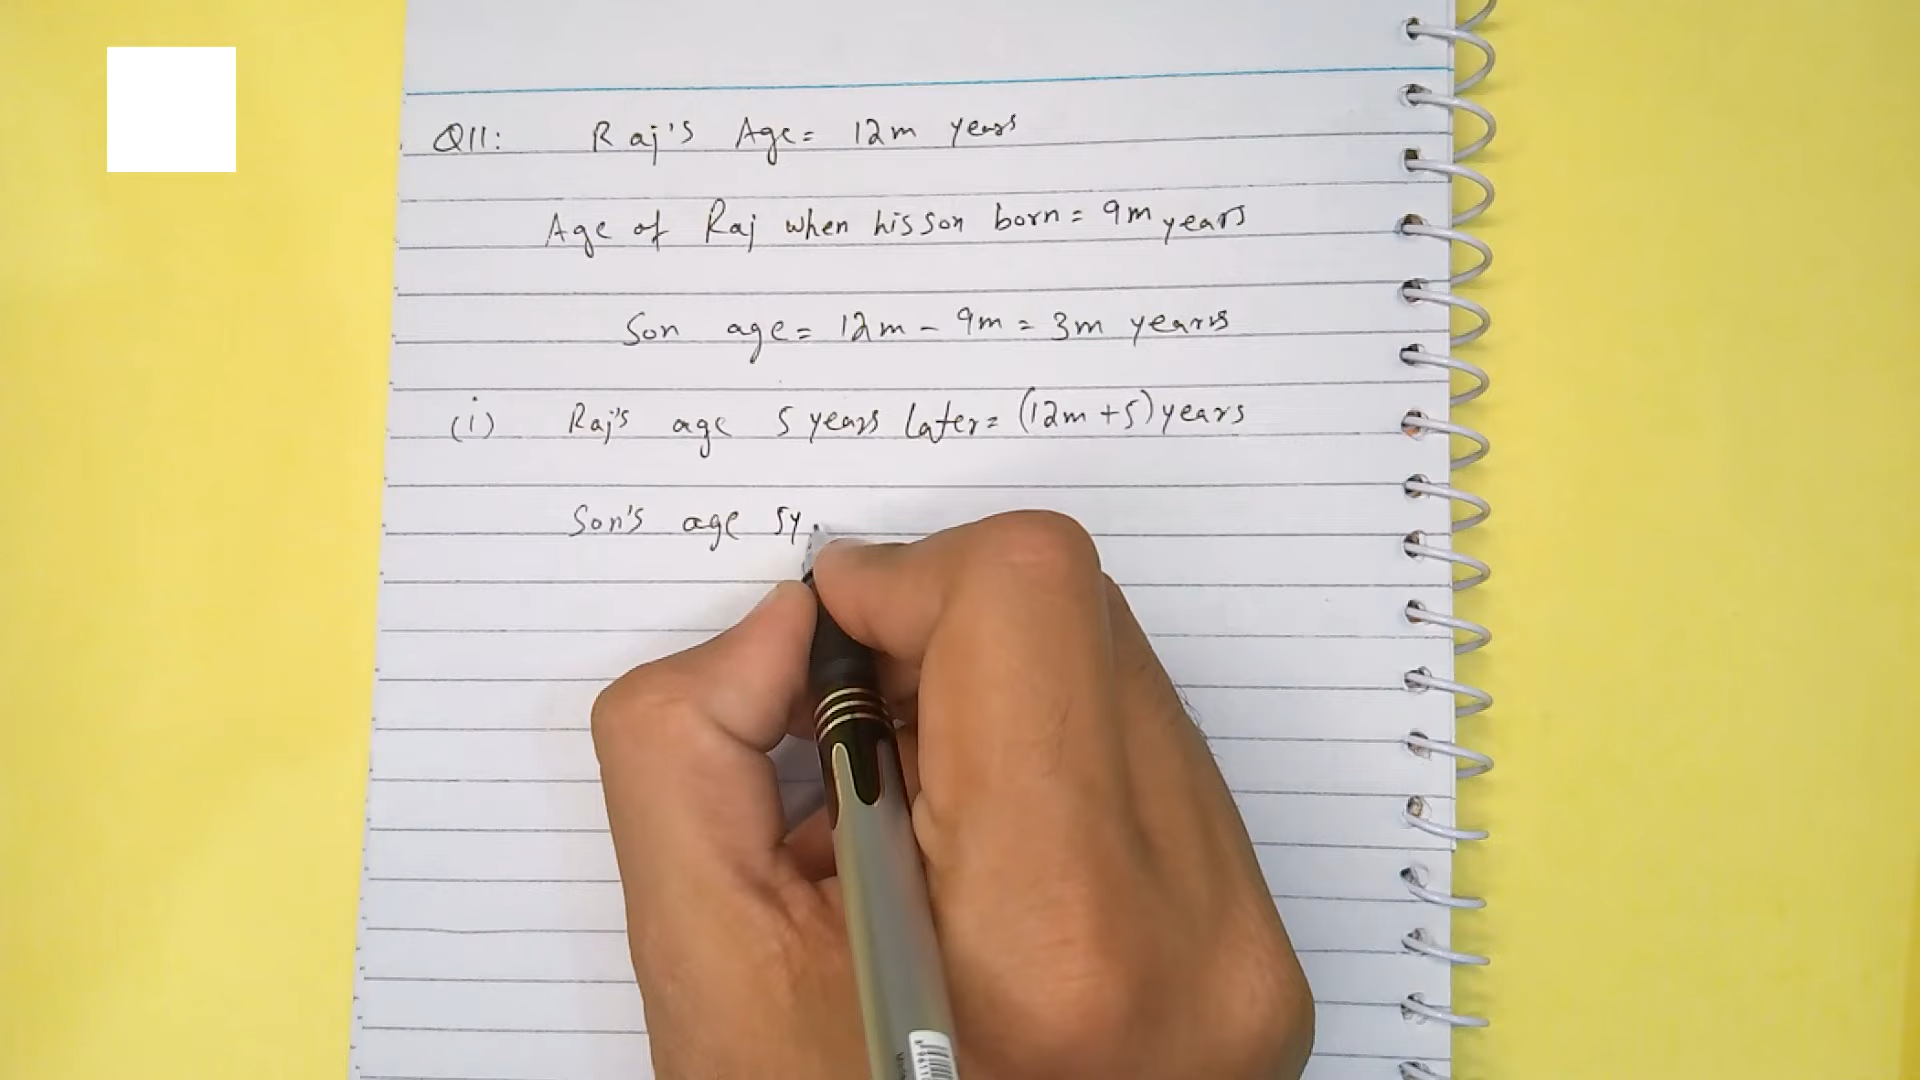 Q11: Raj's Age = 12m years
Age of Raj when his son born = 9m years
Son age = 12m - 9m = 3m years
(i) Raj's age 5 years later = (12m + 5) years
Son's age 5y